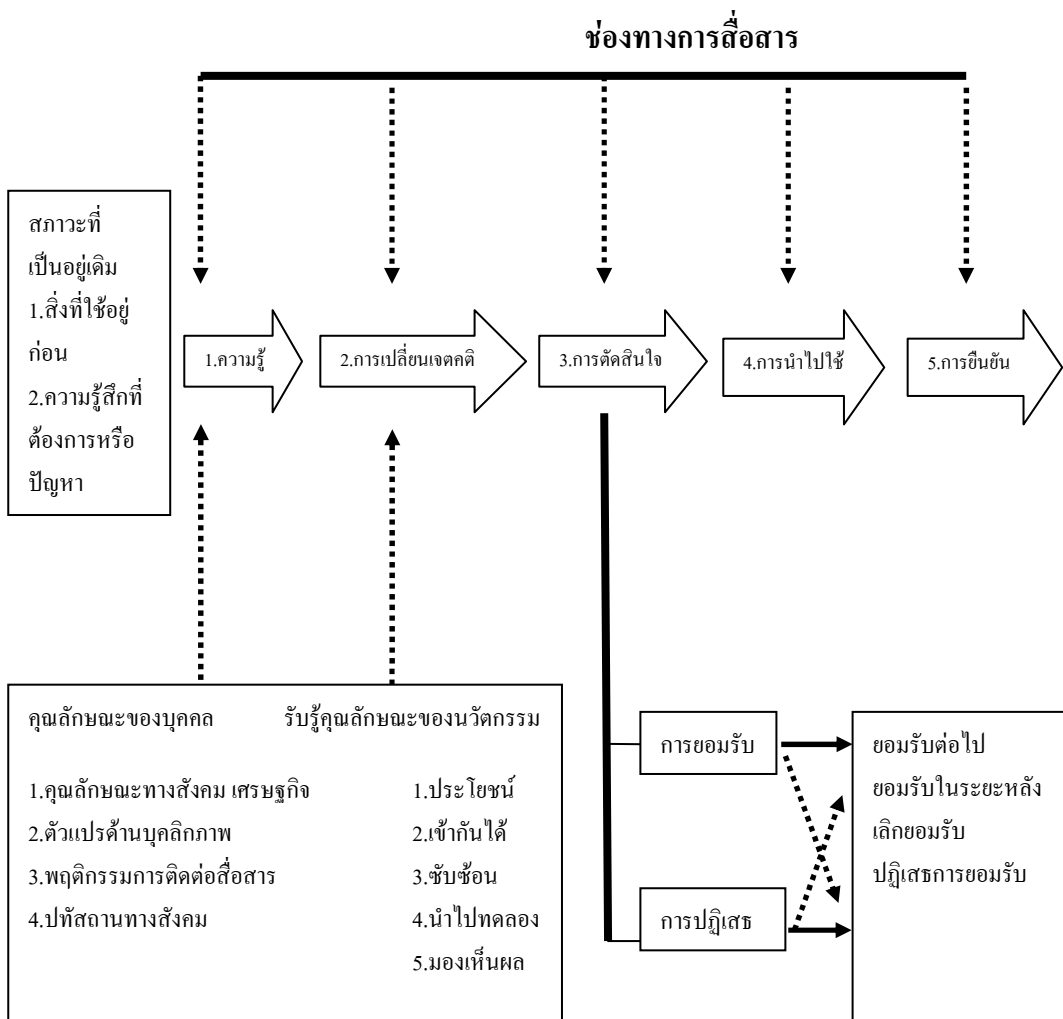 ช่องทางการสื่อสาร
สภาวะที่
เป็นอยู่เดิม
1.สิ่งที่ใช้อยู่
ก่อน
2.ความรู้สึกที่
ต้องการหรือ
ปัญหา
1.ความรู้
2.การเปลี่ยนเจตคติ
3.การตัดสินใจ
4.การนำไปใช้
5.การยืนยัน
คุณลักษณะของบุคคล
1.คุณลักษณะทางสังคม เศรษฐกิจ
2.ตัวแปรด้านบุคลิกภาพ
3.พฤติกรรมการติดต่อสื่อสาร
4.ปทัสถานทางสังคม
รับรู้คุณลักษณะของนวัตกรรม
1.ประโยชน์
2.เข้ากันได้
3.ซับซ้อน
4.นำไปทดลอง
5.มองเห็นผล
การยอมรับ
การปฏิเสธ
ยอมรับต่อไป
ยอมรับในระยะหลัง
เลิกยอมรับ
ปฏิเสธการยอมรับ